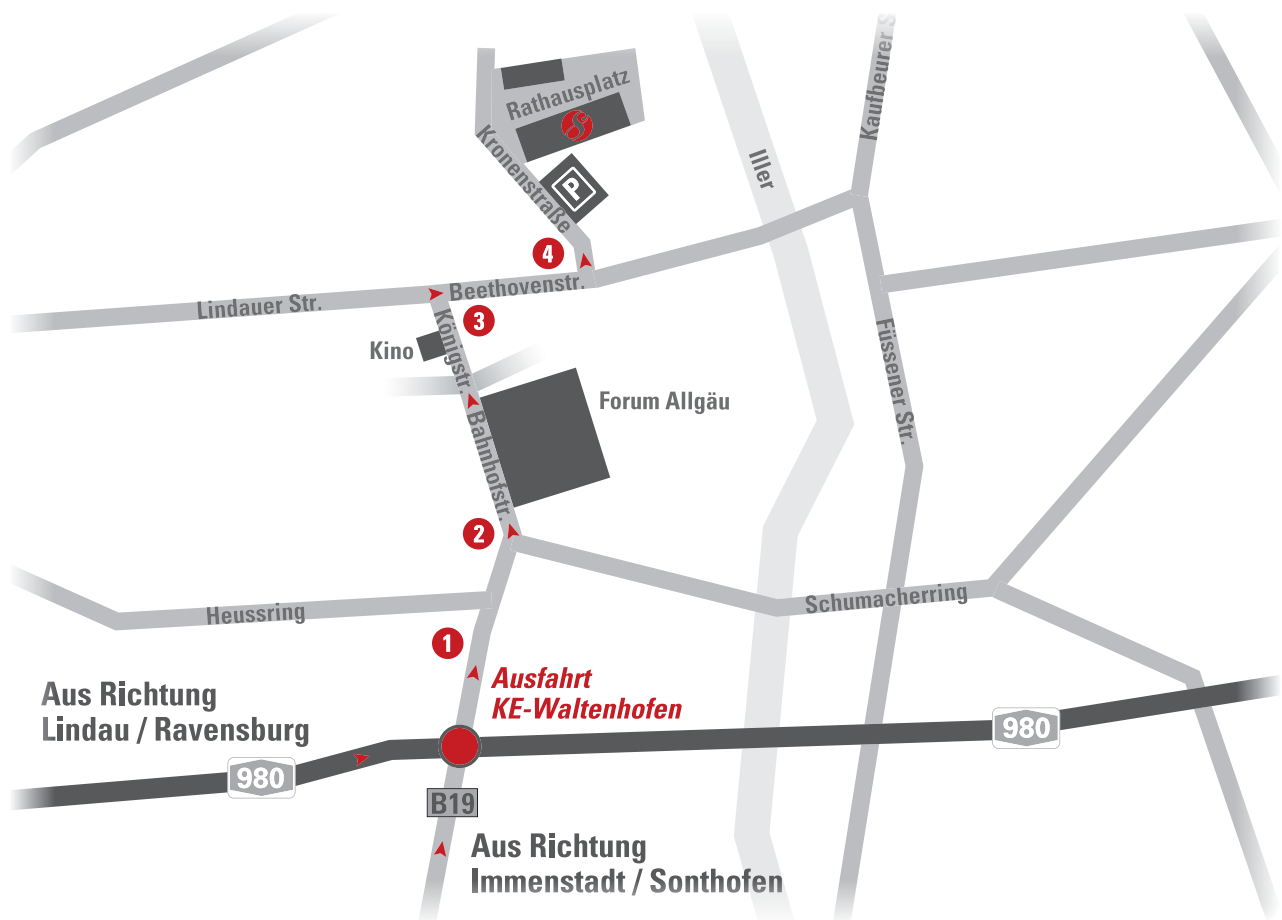 Kaufbeurer S
Rathausplatz
Kronenstraße
P
Iller
4
Beethovenstr.
Lindauer Str.
3
Königstr.
Kino
Füssener Str.
Forum Allgäu
Bahnhofstr.
2
Schumacherring
Heussring
1
Ausfahrt
KE-Waltenhofen
Aus Richtung
Lindau / Ravensburg
980
980
B19
Aus Richtung
Immenstadt / Sonthofen